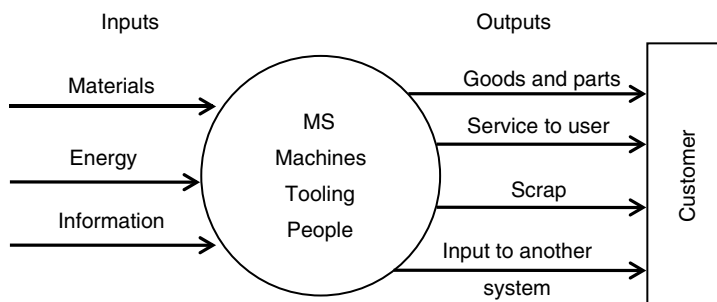 Inputs
Outputs
Materials
Energy
Information
MS
Machines
Tooling
People
Goods and parts
Service to user
Scrap
Input to another
system
Customer